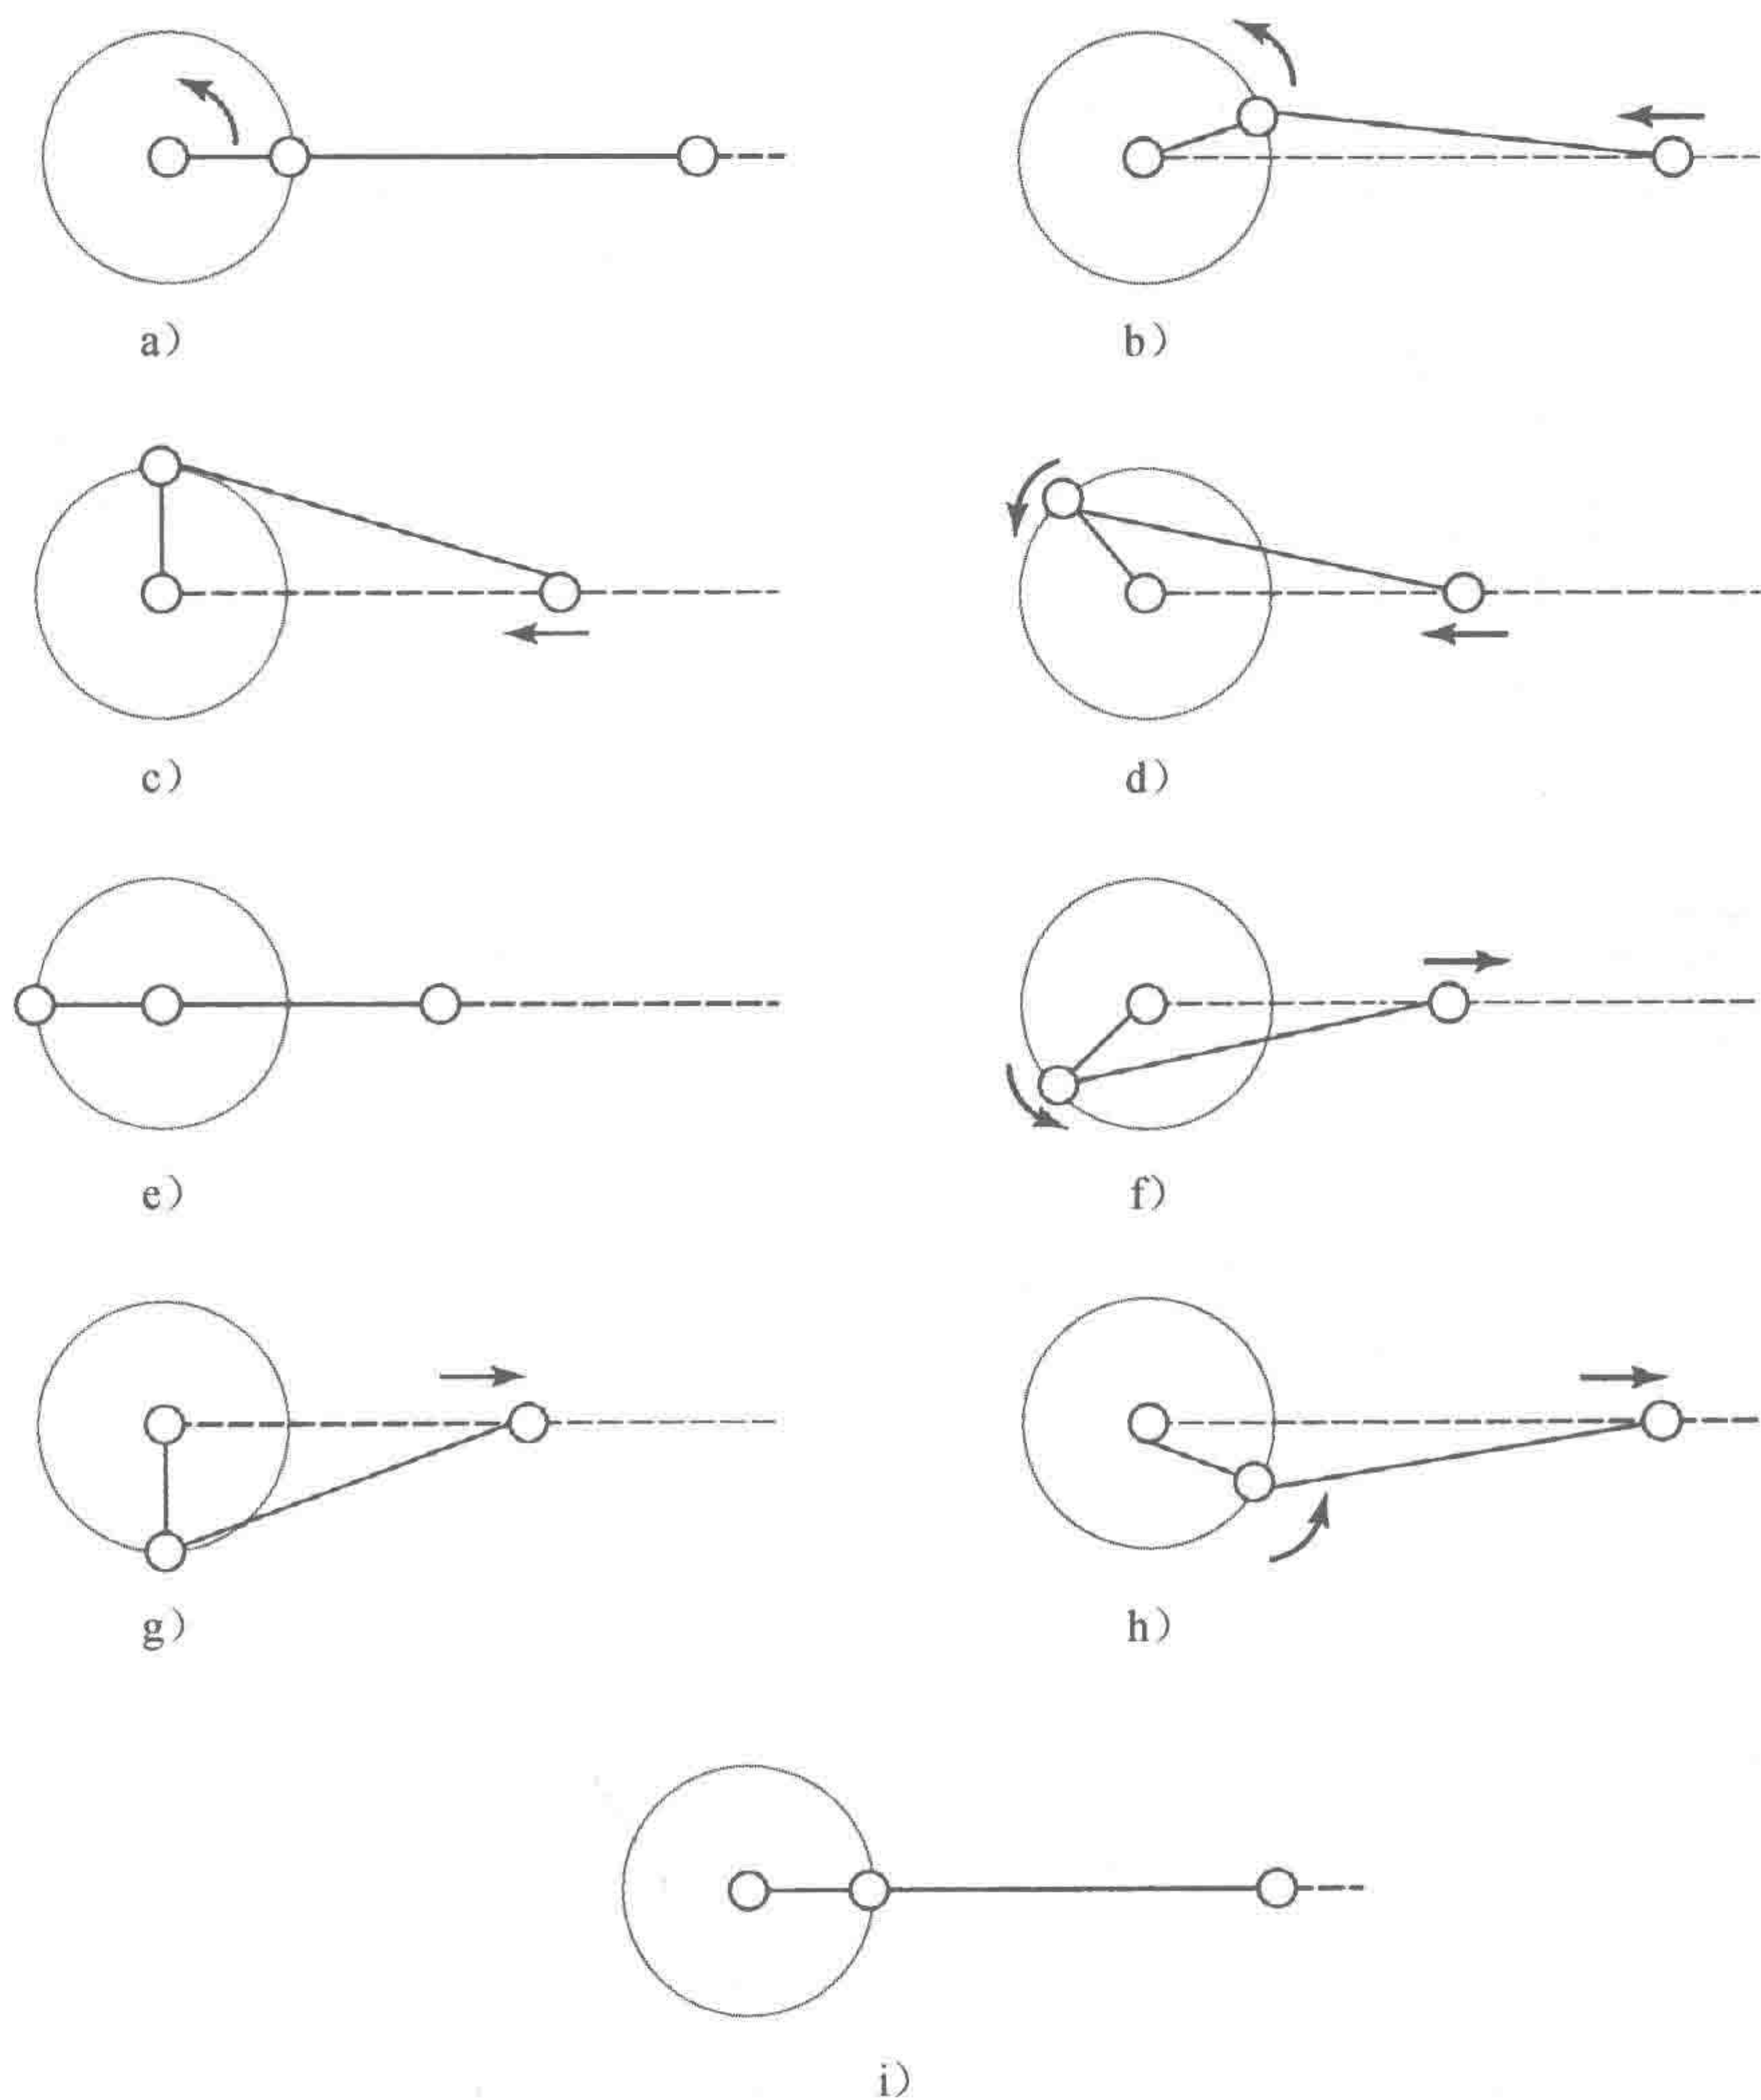 a）
b）
c）
d）
e）
f）
g）
h）
i）